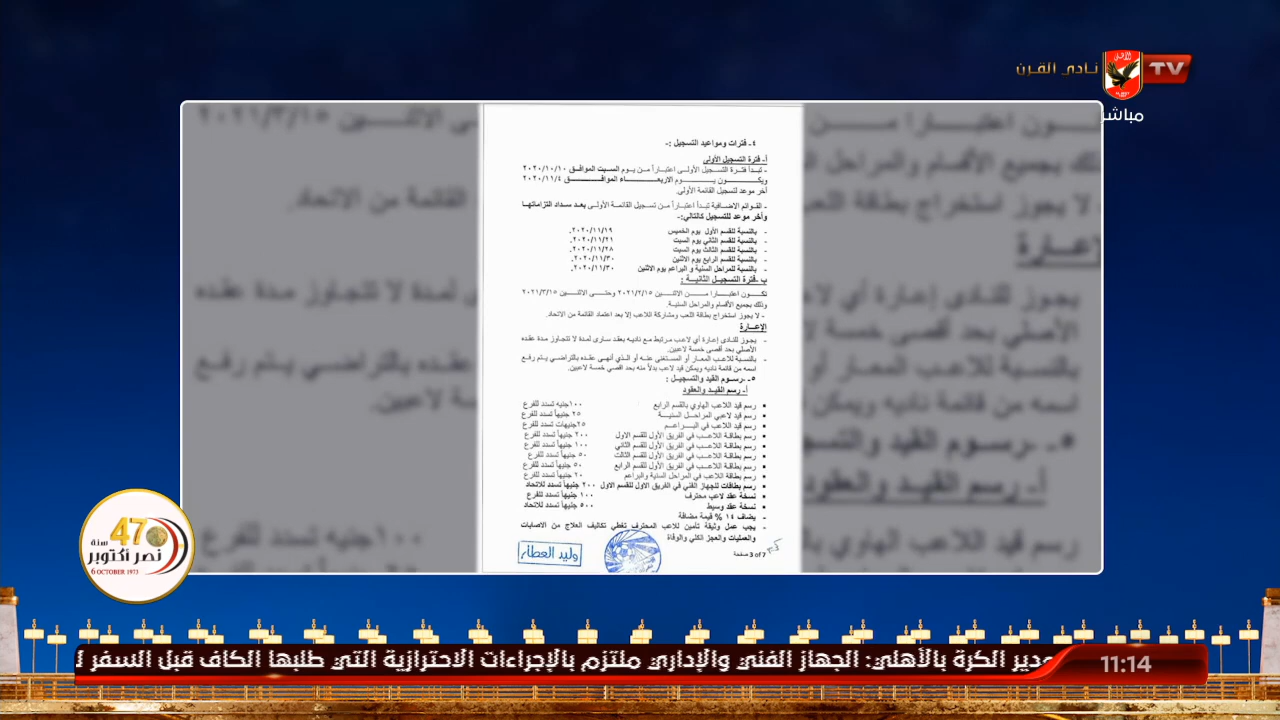 نادي القرن
TV
مباشر
٤- فترات ومواعيد التسجيل :-
أ- فترة التسجيل الأولى
- تبدأ فترة التسجيل الأولى اعتباراً من يوم السبت الموافق ٢٠٢٠/١٠/١٠
ويكون يوم الاربعاء الموافق ٢٠٢٠/١١/٤
آخر موعد لتسجيل القائمة الأولى.
- القوائم الاضافية تبدأ اعتباراً من تسجيل القائمة الأولى بعد سداد التزاماتها
وآخر موعد للتسجيل كالتالي:-
- بالنسبة للقسم الأول يوم الخميس ٢٠٢٠/١١/١٩.
- بالنسبة للقسم الثاني يوم السبت ٢٠٢٠/١١/٢١.
- بالنسبة للقسم الثالث يوم السبت ٢٠٢٠/١١/٢٨.
- بالنسبة للقسم الرابع يوم الاثنين ٢٠٢٠/١١/٣٠.
- بالنسبة للمراحل السنية و البراعم يوم الاثنين ٢٠٢٠/١١/٣٠.
ب -فترة التسجيل الثانية :
تكون اعتبارا من الاثنين ٢٠٢١/٢/١٥ وحتى الاثنين ٢٠٢١/٣/١٥
وذلك بجميع الأقسام والمراحل السنية.
- لا يجوز استخراج بطاقة اللعب ومشاركة اللاعب إلا بعد اعتماد القائمة من الاتحاد.
الإعارة
- يجوز للنادى إعارة أي لاعب مرتبط مع ناديه بعقد سارى لمدة لا تتجاوز مدة عقده
الأصلي بحد أقصى خمسة لاعبين.
- بالنسبة للاعب المعار أو المستغنى عنه أو الذي أنهى عقده بالتراضي يتم رفع
اسمه من قائمة ناديه ويمكن قيد لاعب بدلاً منه بحد أقصى خمسة لاعبين.
٥- -رسوم القيد والتسجيل :
أ- رسم القيد والعقود
▪ رسم قيد اللاعب الهاوي بالقسم الرابع ١٠٠جنيه تسدد للفرع
▪ رسم قيد لاعبي المراحل السنية ٢٥ جنيهاً تسدد للفرع
▪ رسم قيد اللاعب في البراعم ٢٥جنيهات تسدد للفرع
▪ رسم بطاقة اللاعب في الفريق الأول للقسم الاول ٢٠٠ جنيهاً تسدد للفرع
▪ رسم بطاقة اللاعب في الفريق الأول للقسم الثاني ١٠٠ جنيهاً تسدد للفرع
▪ رسم بطاقة اللاعب في الفريق الأول للقسم الثالث ٥٠ جنيهاً تسدد للفرع
▪ رسم بطاقة اللاعب في الفريق الأول للقسم الرابع ٥٠ جنيهاً تسدد للفرع
▪ رسم بطاقة اللاعب في المراحل السنية والبراعم ٢٠ جنيهاً تسدد للفرع
▪ رسم بطاقات للجهاز الفني في الفريق الاول للقسم الاول ٢٠٠ جنيهاً تسدد للاتحاد
▪ نسخة عقد لاعب محترف ١٠٠ جنيهاً تسدد للفرع
▪ نسخة عقد وسيط ٥٠٠ جنيهاً تسدد للاتحاد
- يضاف ١٤ % قيمة مضافة
- يجب عمل وثيقة تأمين للاعب المحترف تغطي تكاليف العلاج من الاصابات
والعمليات والعجز الكلي والوفاة
صفحة 3 of 7
وليد العطار
47 سنة
نصر أكتوبر
6 OCTOBER 1973
مدير الكرة بالأهلي: الجهاز الفني والإداري ملتزم بالإجراءات الاحترازية التي طلبها الكاف قبل السفر
11:14